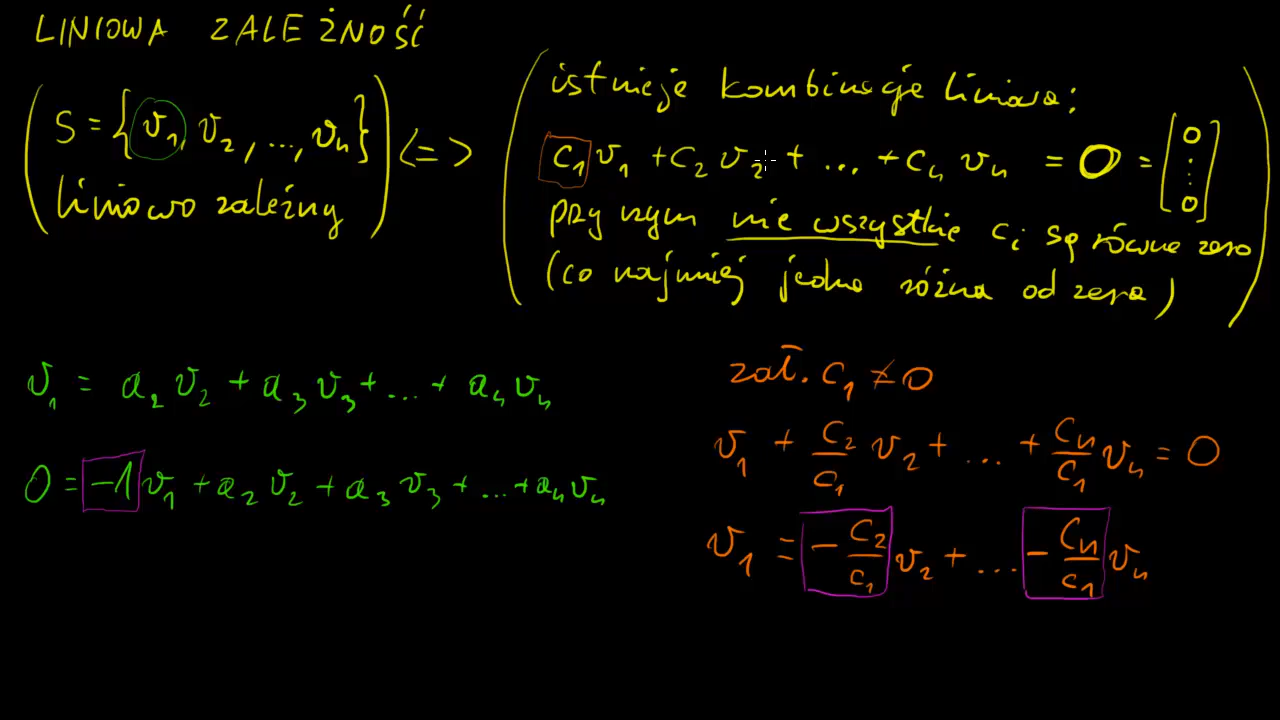 LINIOWA ZALEŻNOŚĆ
S = {v₁, v₂, ..., vₙ}
liniowo zależny
<=>
istnieje kombinacja liniowa:
c₁v₁ + c₂v₂ + ... + cₙvₙ = 0 = [0 ⋮ 0]
przy czym nie wszystkie cᵢ są równe zero
(co najmniej jedna różna od zera)
v₁ = a₂v₂ + a₃v₃ + ... + aₙvₙ
0 = -1v₁ + a₂v₂ + a₃v₃ + ... + aₙvₙ
zał. c₁ ≠ 0
v₁ + c₂/c₁ v₂ + ... + cₙ/c₁ vₙ = 0
v₁ = - c₂/c₁ v₂ + ... - cₙ/c₁ vₙ